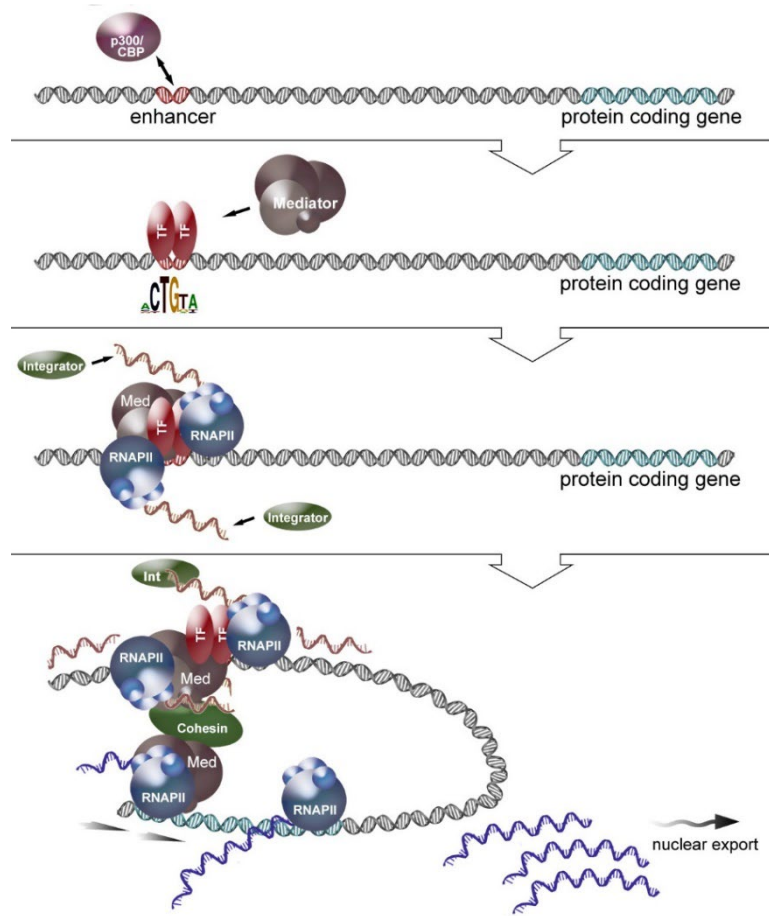 p300/
CBP
enhancer
protein coding gene
Mediator
TF
TF
ACTGTA
protein coding gene
Integrator
Med
TF
RNAPII
RNAPII
protein coding gene
Integrator
Int
TF
TF
RNAPII
RNAPII
Med
Cohesin
Med
RNAPII
RNAPII
nuclear export